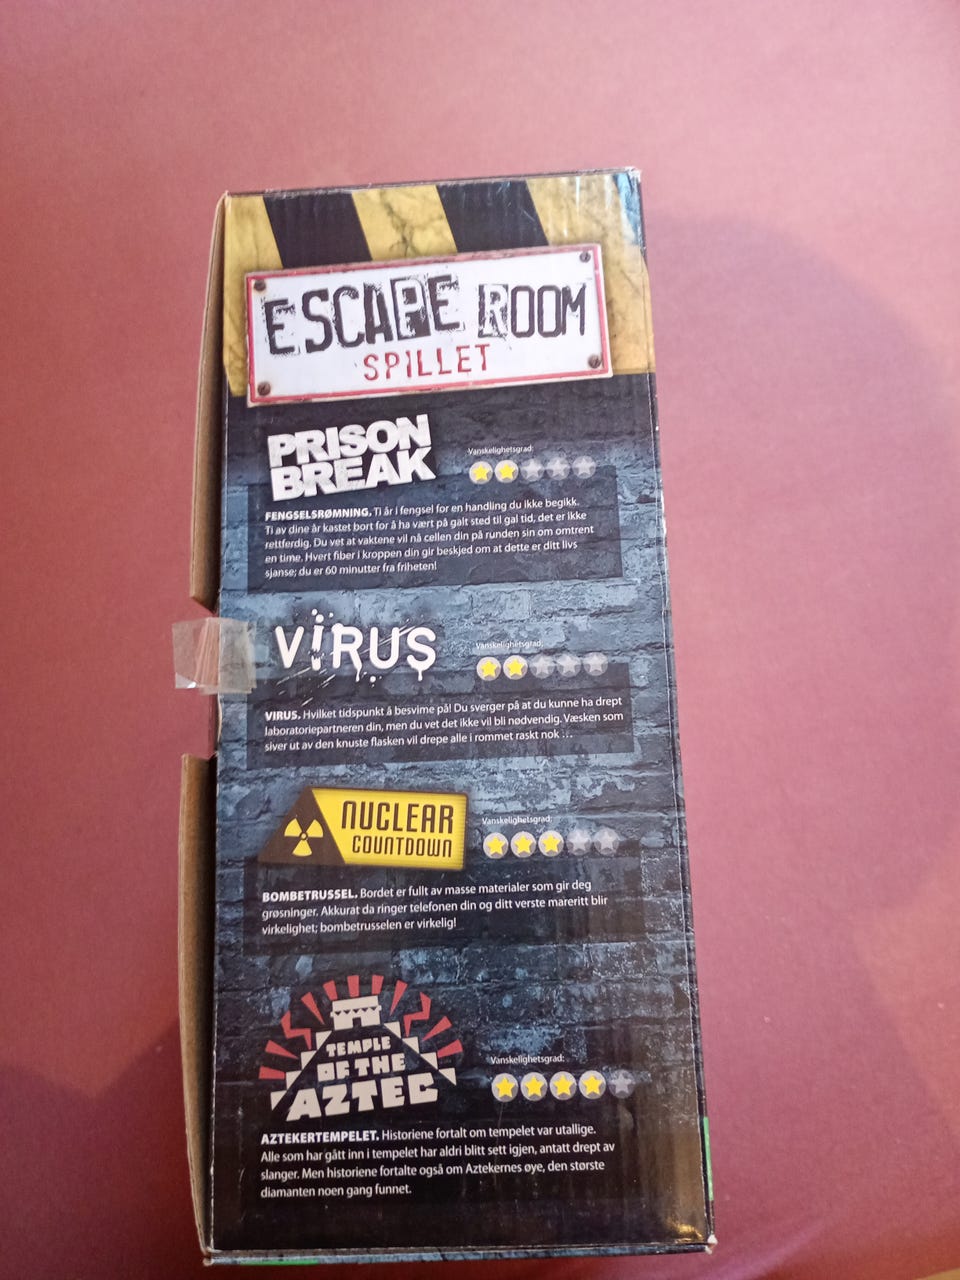 ESCAPE ROOM
SPILLET
PRISON
BREAK
Vanskelighetsgrad:
FENGSELSRØMNING. Ti år i fengsel for en handling du ikke begikk.
Ti av dine år kastet bort for å ha vært på galt sted til gal tid, det er ikke
rettferdig. Du vet at vaktene vil nå cellen din på runden sin om omtrent
en time. Hvert fiber i kroppen din gir beskjed om at dette er ditt livs
sjanse; du er 60 minutter fra friheten!
VIRUS
Vanskelighetsgrad:
VIRUS. Hvilket tidspunkt å besvime på! Du sverger på at du kunne ha drept
laboratoriepartneren din, men du vet det ikke vil bli nødvendig. Væsken som
siver ut av den knuste flasken vil drepe alle i rommet raskt nok ...
NUCLEAR
COUNTDOWN
Vanskelighetsgrad:
BOMBETRUSSEL. Bordet er fullt av masse materialer som gir deg
grøsninger. Akkurat da ringer telefonen din og ditt verste mareritt blir
virkelighet; bombetrusselen er virkelig!
TEMPLE
OF THE
AZTEC
Vanskelighetsgrad:
AZTEKERTEMPELET. Historiene fortalt om tempelet var utallige.
Alle som har gått inn i tempelet har aldri blitt sett igjen, antatt drept av
slanger. Men historiene fortalte også om Aztekernes øye, den største
diamanten noen gang funnet.